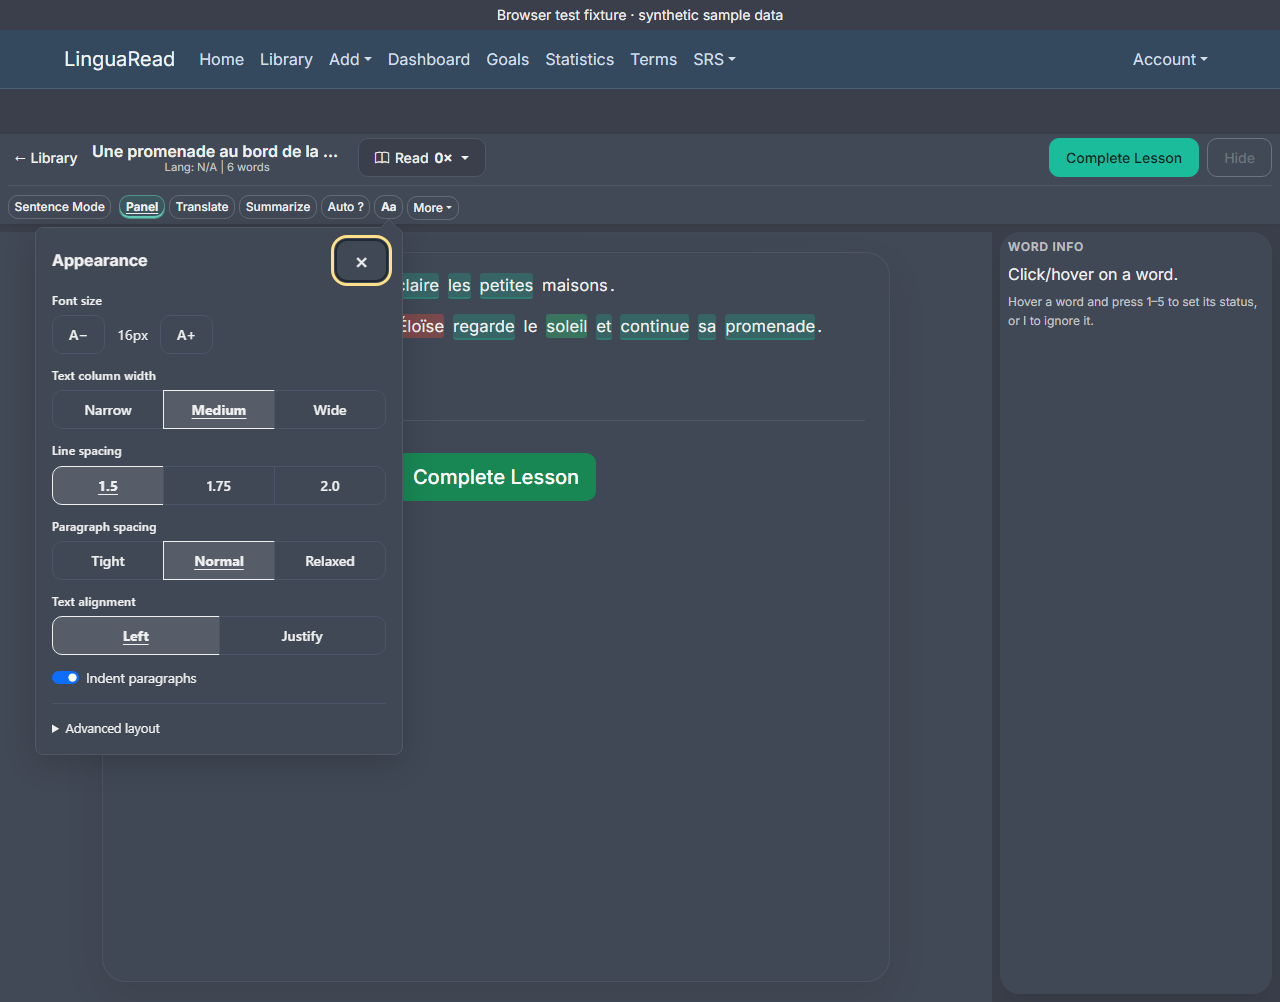 Browser test fixture · synthetic sample data
LinguaRead Home Library Add Dashboard Goals Statistics Terms SRS Account
← Library
Une promenade au bord de la ...
Lang: N/A | 6 words
Read 0×
Complete Lesson
Hide
Sentence Mode Panel Translate Summarize Auto ? Aa More
Appearance
×
Font size
A− 16px A+
Text column width
Narrow Medium Wide
Line spacing
1.5 1.75 2.0
Paragraph spacing
Tight Normal Relaxed
Text alignment
Left Justify
Indent paragraphs
Advanced layout
les petites maisons.
Éloïse regarde le soleil et continue sa promenade.
Complete Lesson
WORD INFO
Click/hover on a word.
Hover a word and press 1–5 to set its status,
or I to ignore it.